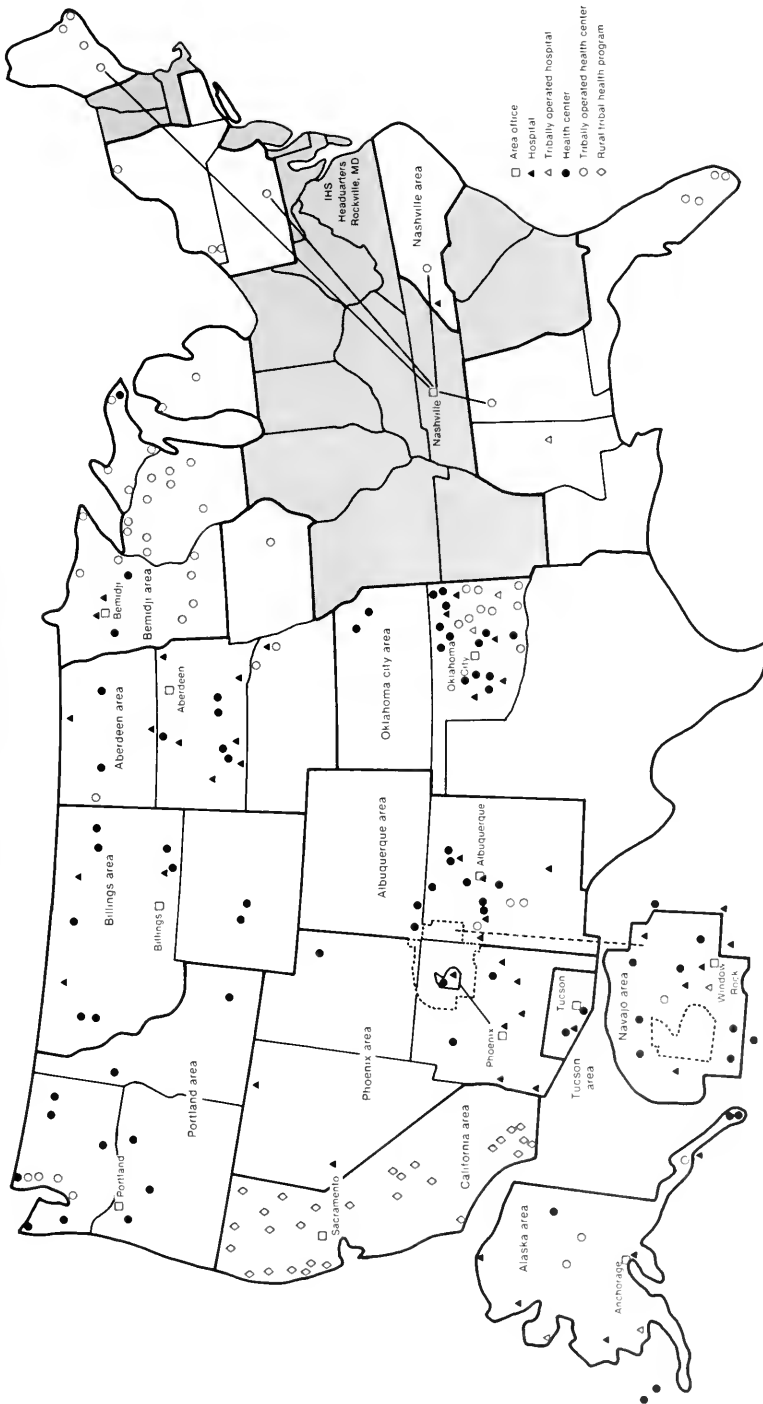 Portland
Portland area
Billings area
Billings
Aberdeen area
Aberdeen
Bemidji
Bemidji area
Sacramento
California area
Phoenix area
Phoenix
Tucson
Tucson
area
Albuquerque area
Albuquerque
Oklahoma city area
Oklahoma
City
Nashville
Nashville area
IHS
Headquarters
Rockville, MD
Alaska area
Anchorage
Navajo area
Window
Rock
Area office
Hospital
Tribally operated hospital
Health center
Tribally operated health center
Rural tribal health program